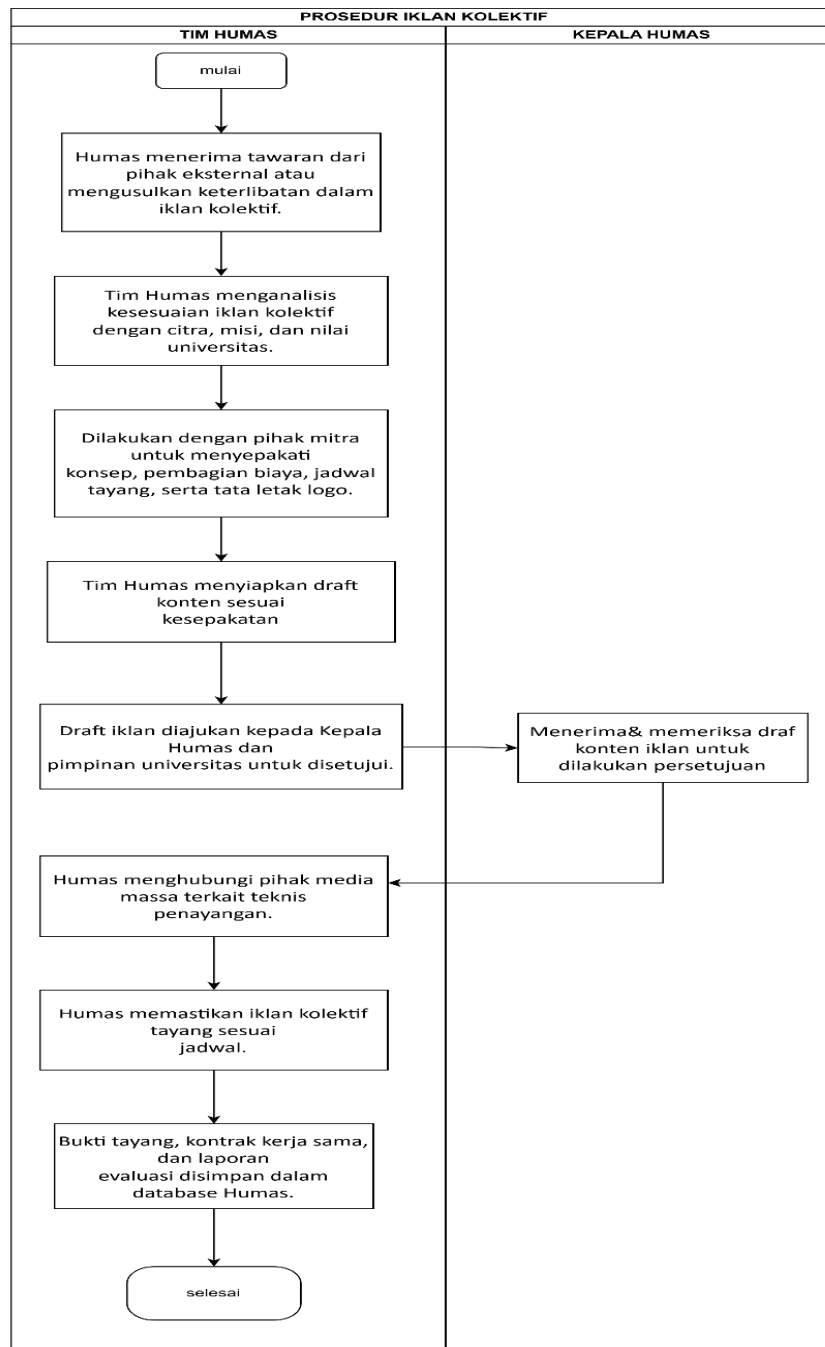 PROSEDUR IKLAN KOLEKTIF
TIM HUMAS
KEPALA HUMAS
mulai
Humas menerima tawaran dari
pihak eksternal atau
mengusulkan keterlibatan dalam
iklan kolektif.
Tim Humas menganalisis
kesesuaian iklan kolektif
dengan citra, misi, dan nilai
universitas.
Dilakukan dengan pihak mitra
untuk menyepakati
konsep, pembagian biaya, jadwal
tayang, serta tata letak logo.
Tim Humas menyiapkan draft
konten sesuai
kesepakatan
Draft iklan diajukan kepada Kepala
Humas dan
pimpinan universitas untuk disetujui.
Menerima& memeriksa draf
konten iklan untuk
dilakukan persetujuan
Humas menghubungi pihak media
massa terkait teknis
penayangan.
Humas memastikan iklan kolektif
tayang sesuai
jadwal.
Bukti tayang, kontrak kerja sama,
dan laporan
evaluasi disimpan dalam
database Humas.
selesai